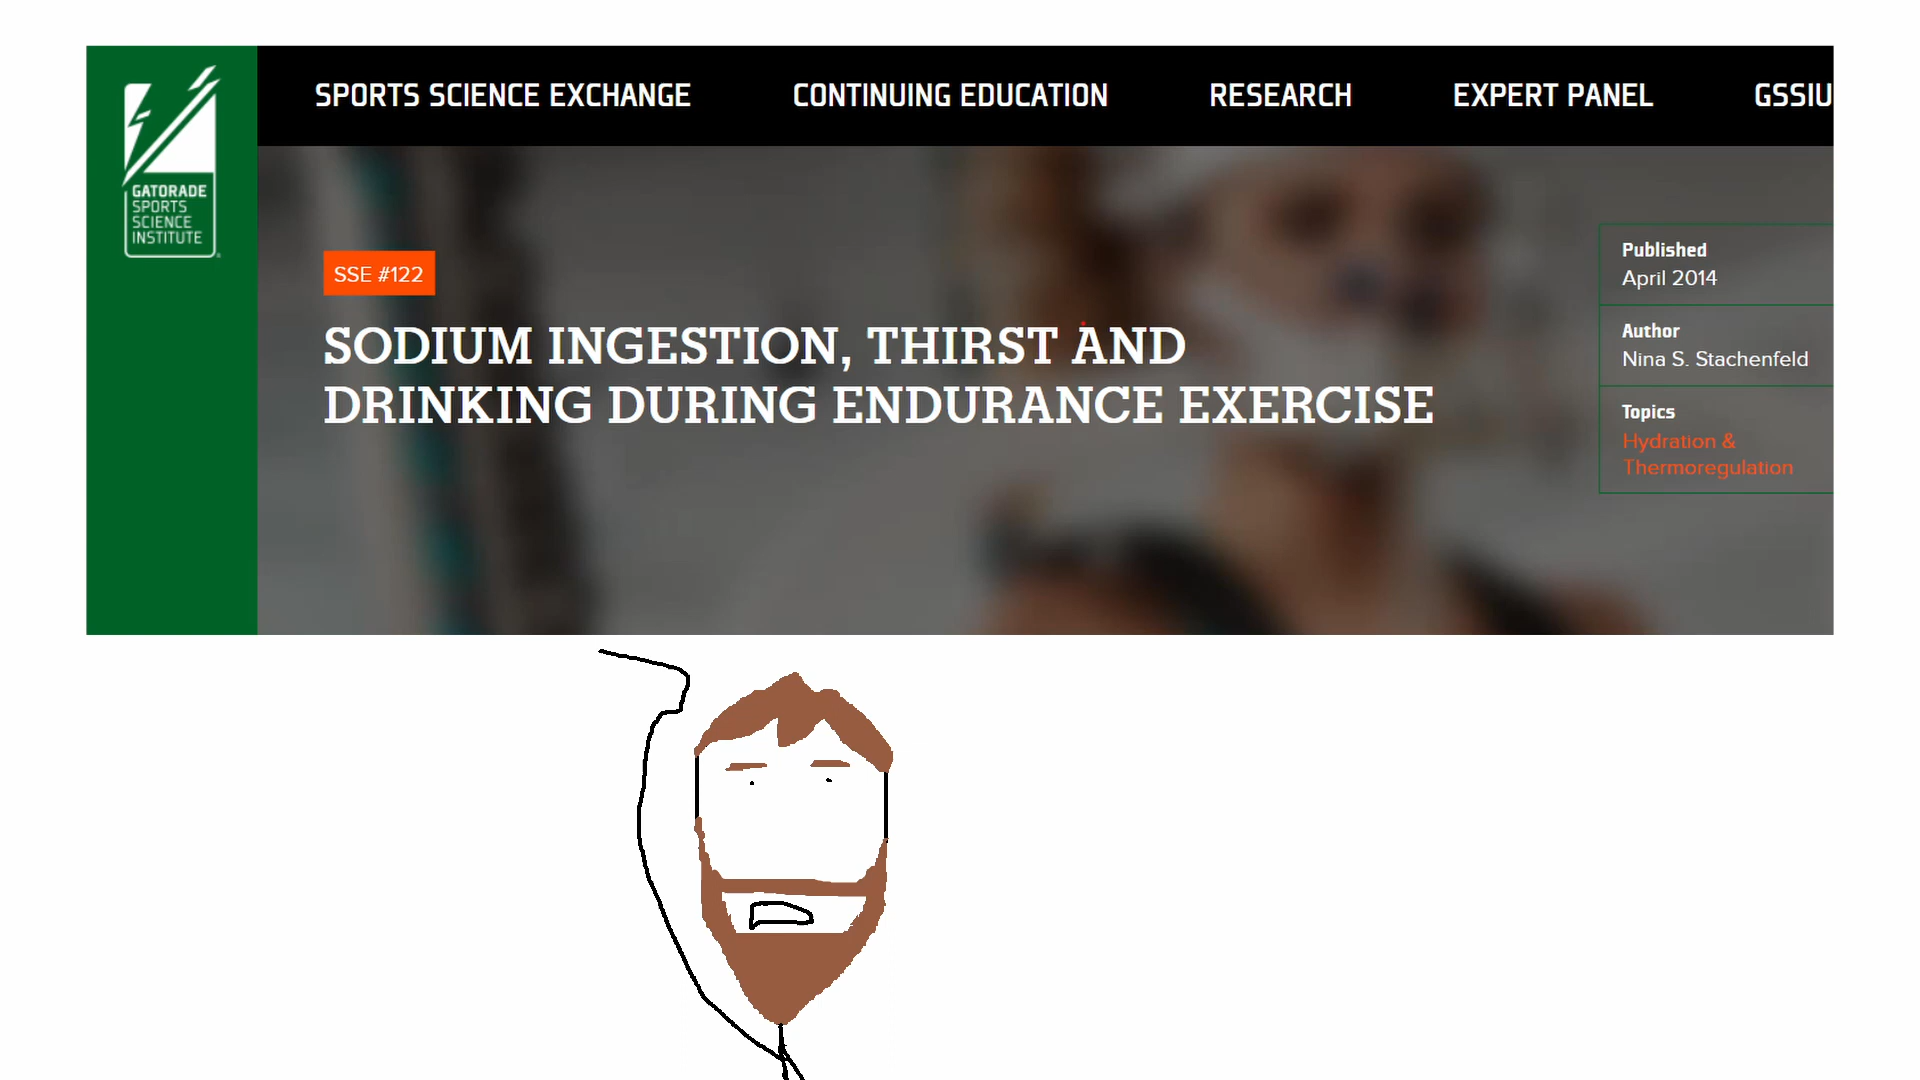 SPORTS SCIENCE EXCHANGE CONTINUING EDUCATION RESEARCH EXPERT PANEL GSSIU
GATORADE
SPORTS
SCIENCE
INSTITUTE
SSE #122
SODIUM INGESTION, THIRST AND
DRINKING DURING ENDURANCE EXERCISE
Published
April 2014
Author
Nina S. Stachenfeld
Topics
Hydration &
Thermoregulation